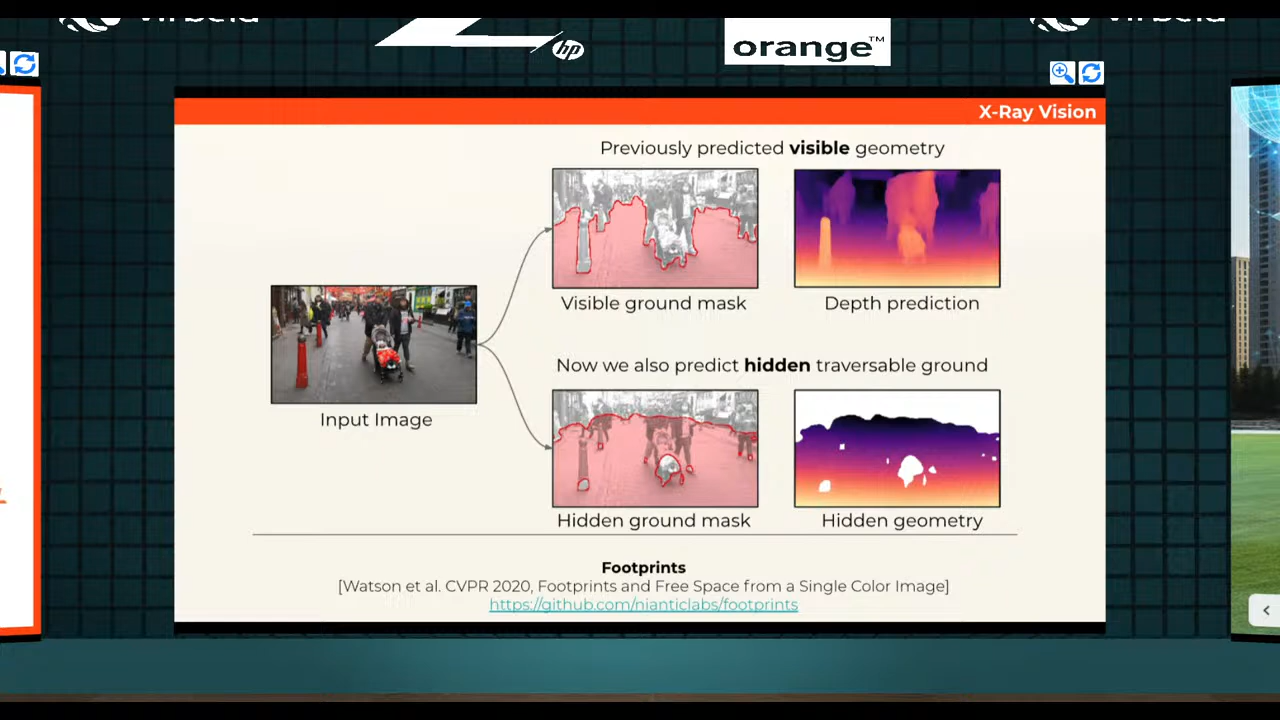 hp
orange™
X-Ray Vision
Previously predicted visible geometry
Visible ground mask
Depth prediction
Now we also predict hidden traversable ground
Input Image
Hidden ground mask
Hidden geometry
Footprints
[Watson et al. CVPR 2020, Footprints and Free Space from a Single Color Image]
https://github.com/nianticlabs/footprints